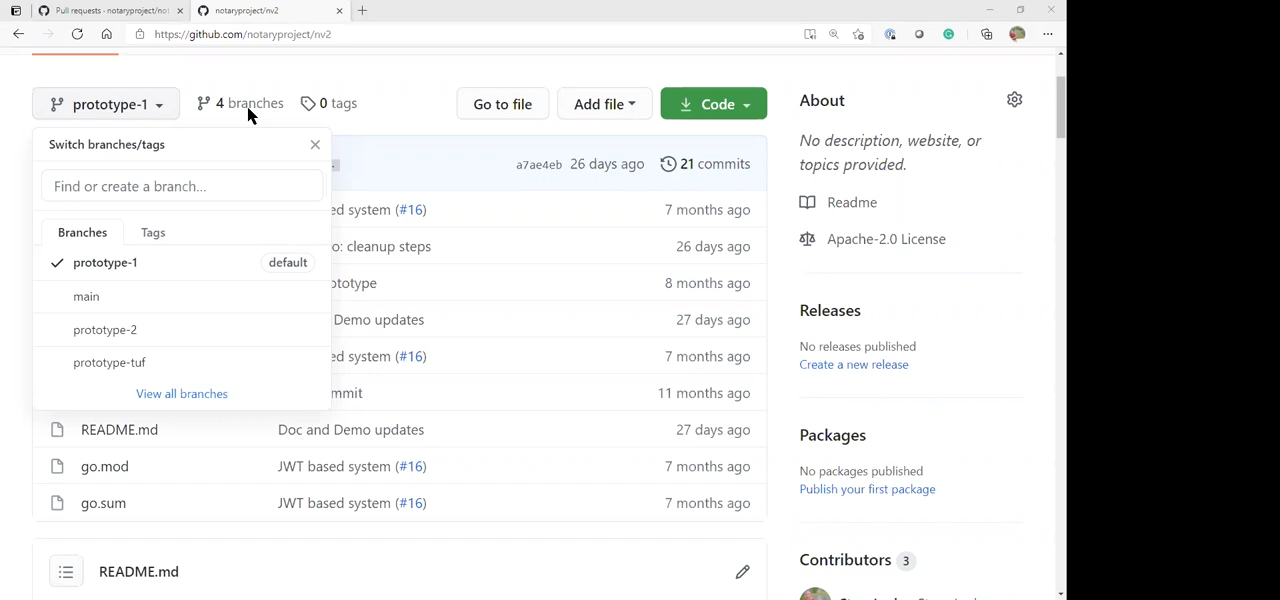 Pull requests - notaryproject/not
notaryproject/nv2
https://github.com/notaryproject/nv2
prototype-1
4 branches
0 tags
Go to file
Add file
Code
About
Switch branches/tags
No description, website, or
topics provided.
a7ae4eb 26 days ago
21 commits
Find or create a branch...
Readme
ed system (#16)
7 months ago
Branches
Tags
Apache-2.0 License
o: cleanup steps
26 days ago
prototype-1
default
ototype
8 months ago
main
Releases
Demo updates
27 days ago
prototype-2
No releases published
ed system (#16)
7 months ago
prototype-tuf
Create a new release
View all branches
mmit
11 months ago
README.md
Doc and Demo updates
27 days ago
Packages
go.mod
JWT based system (#16)
7 months ago
No packages published
Publish your first package
go.sum
JWT based system (#16)
7 months ago
Contributors 3
README.md